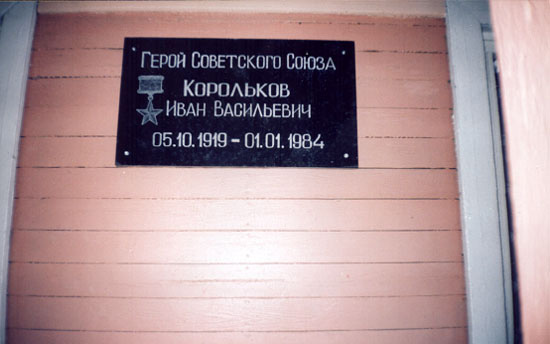 Герой Советского Союза
Корольков
Иван Васильевич
05.10.1919 - 01.01.1984